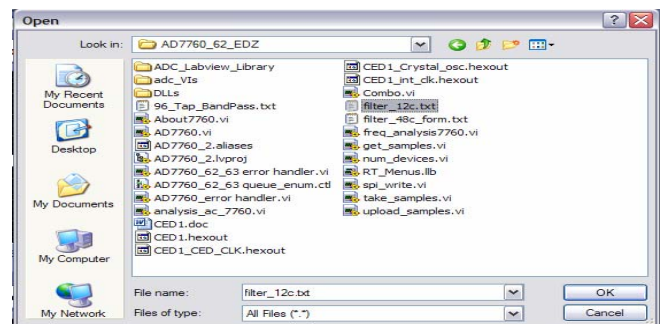 Open
Look in:
AD7760_62_EDZ
My Recent
Documents
Desktop
My Documents
My Computer
My Network
ADC_Labview_Library
adc_VIs
DLLs
96_Tap_BandPass.txt
About7760.vi
AD7760.vi
AD7760_2.aliases
AD7760_2.lvproj
AD7760_62_63 error handler.vi
AD7760_62_63 queue_enum.ctl
AD7760_error handler.vi
analysis_ac_7760.vi
CED1.doc
CED1.hexout
CED1_CED_CLK.hexout
CED1_Crystal_osc.hexout
CED1_int_clk.hexout
Combo.vi
filter_12c.txt
filter_48c_form.txt
freq_analysis7760.vi
get_samples.vi
num_devices.vi
RT_Menus.llb
spi_write.vi
take_samples.vi
upload_samples.vi
File name:
filter_12c.txt
OK
Files of type:
All Files (*.*)
Cancel